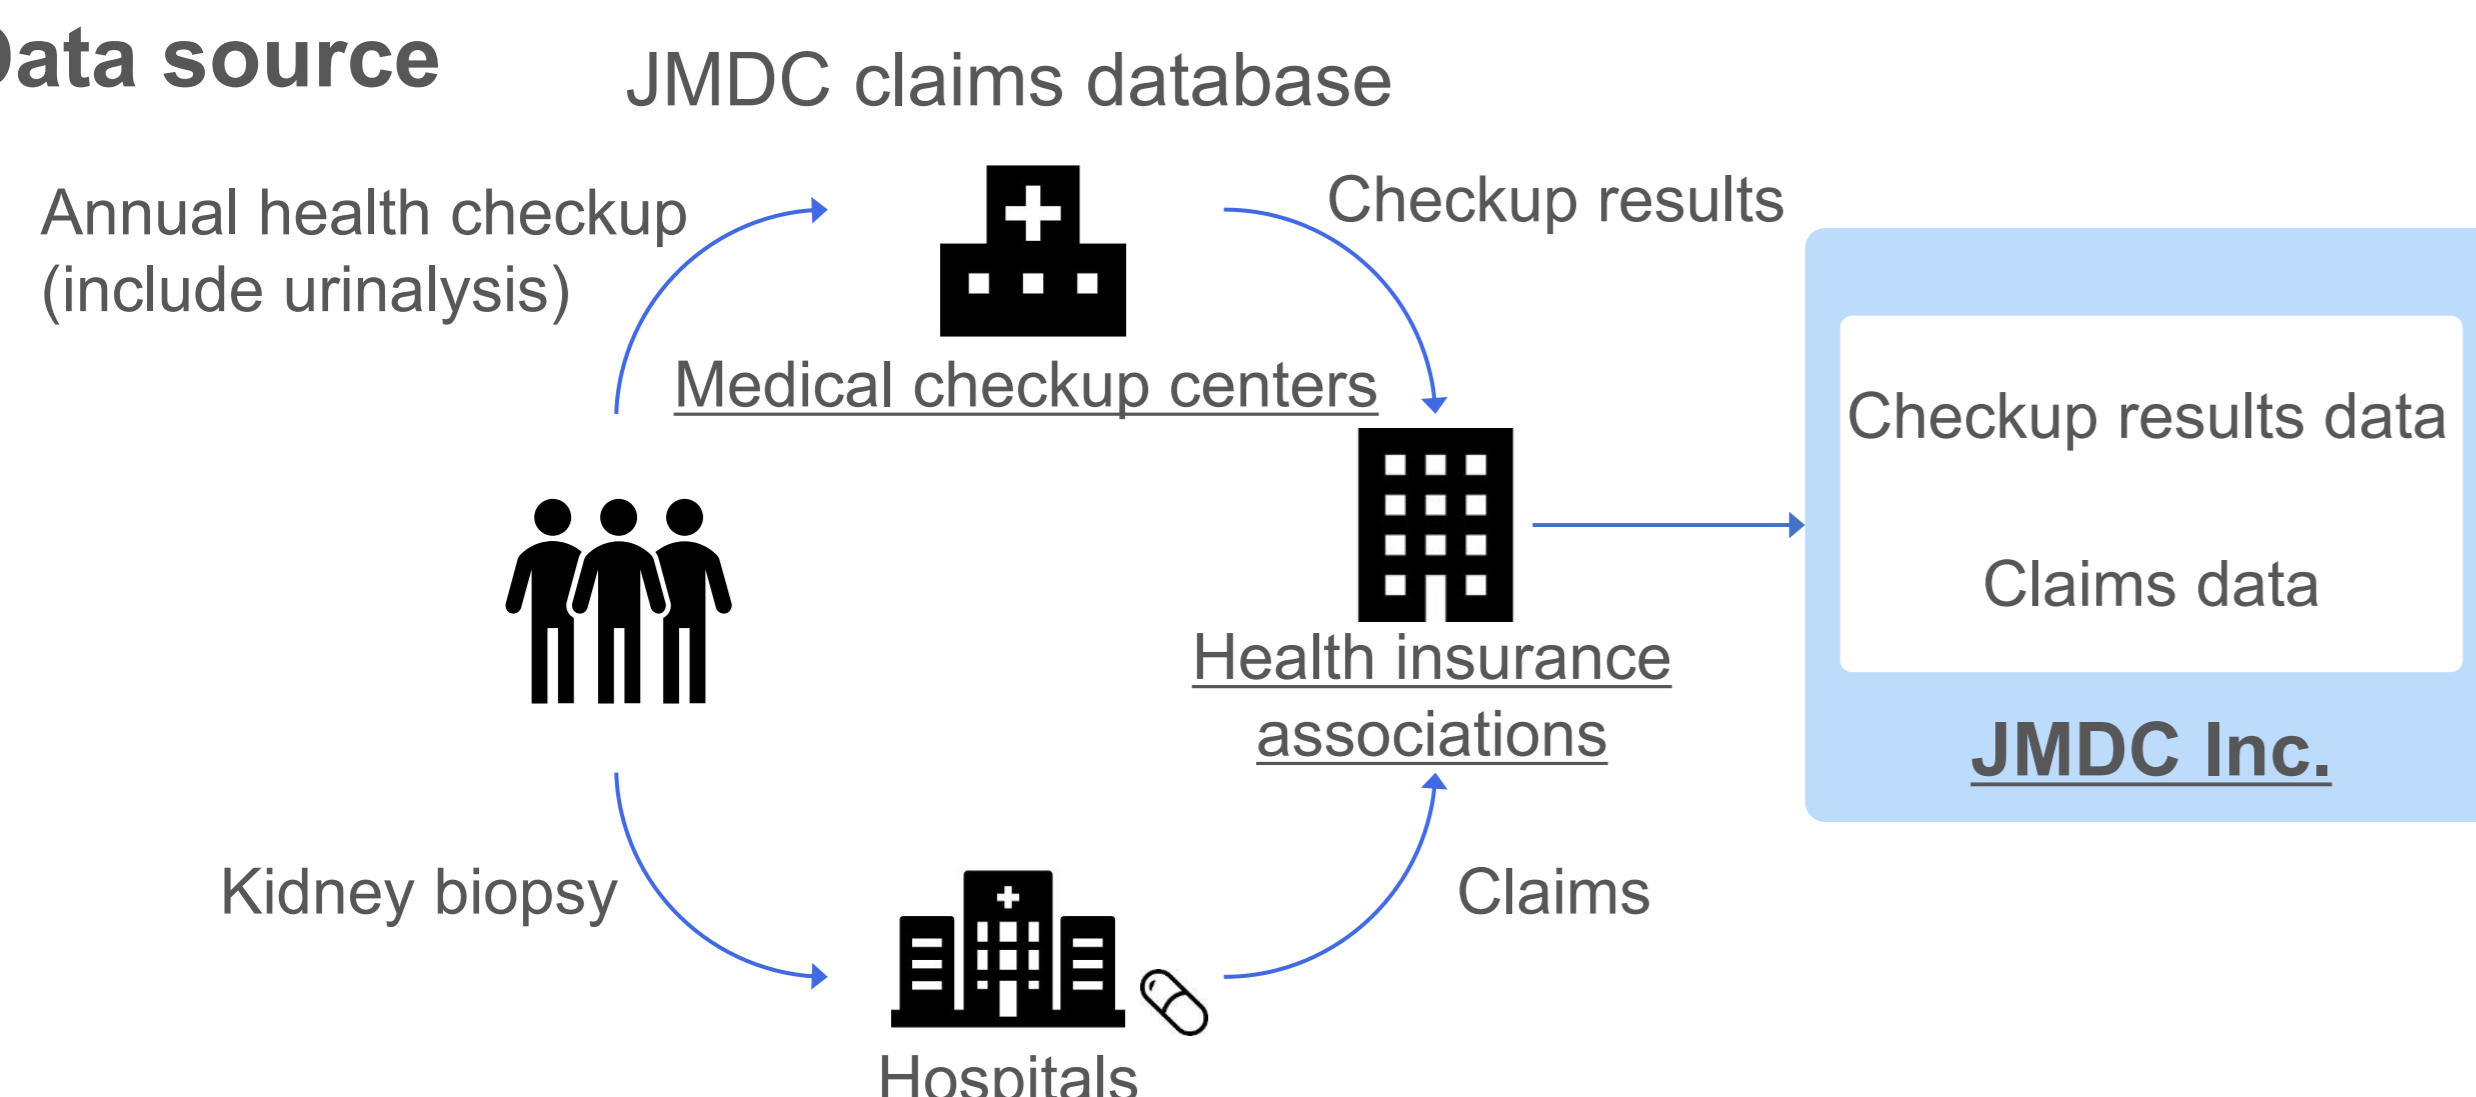 Data source
JMDC claims database
Annual health checkup
(include urinalysis)
Checkup results
Medical checkup centers
Checkup results data
Claims data
Health insurance
associations
JMDC Inc.
Kidney biopsy
Claims
Hospitals